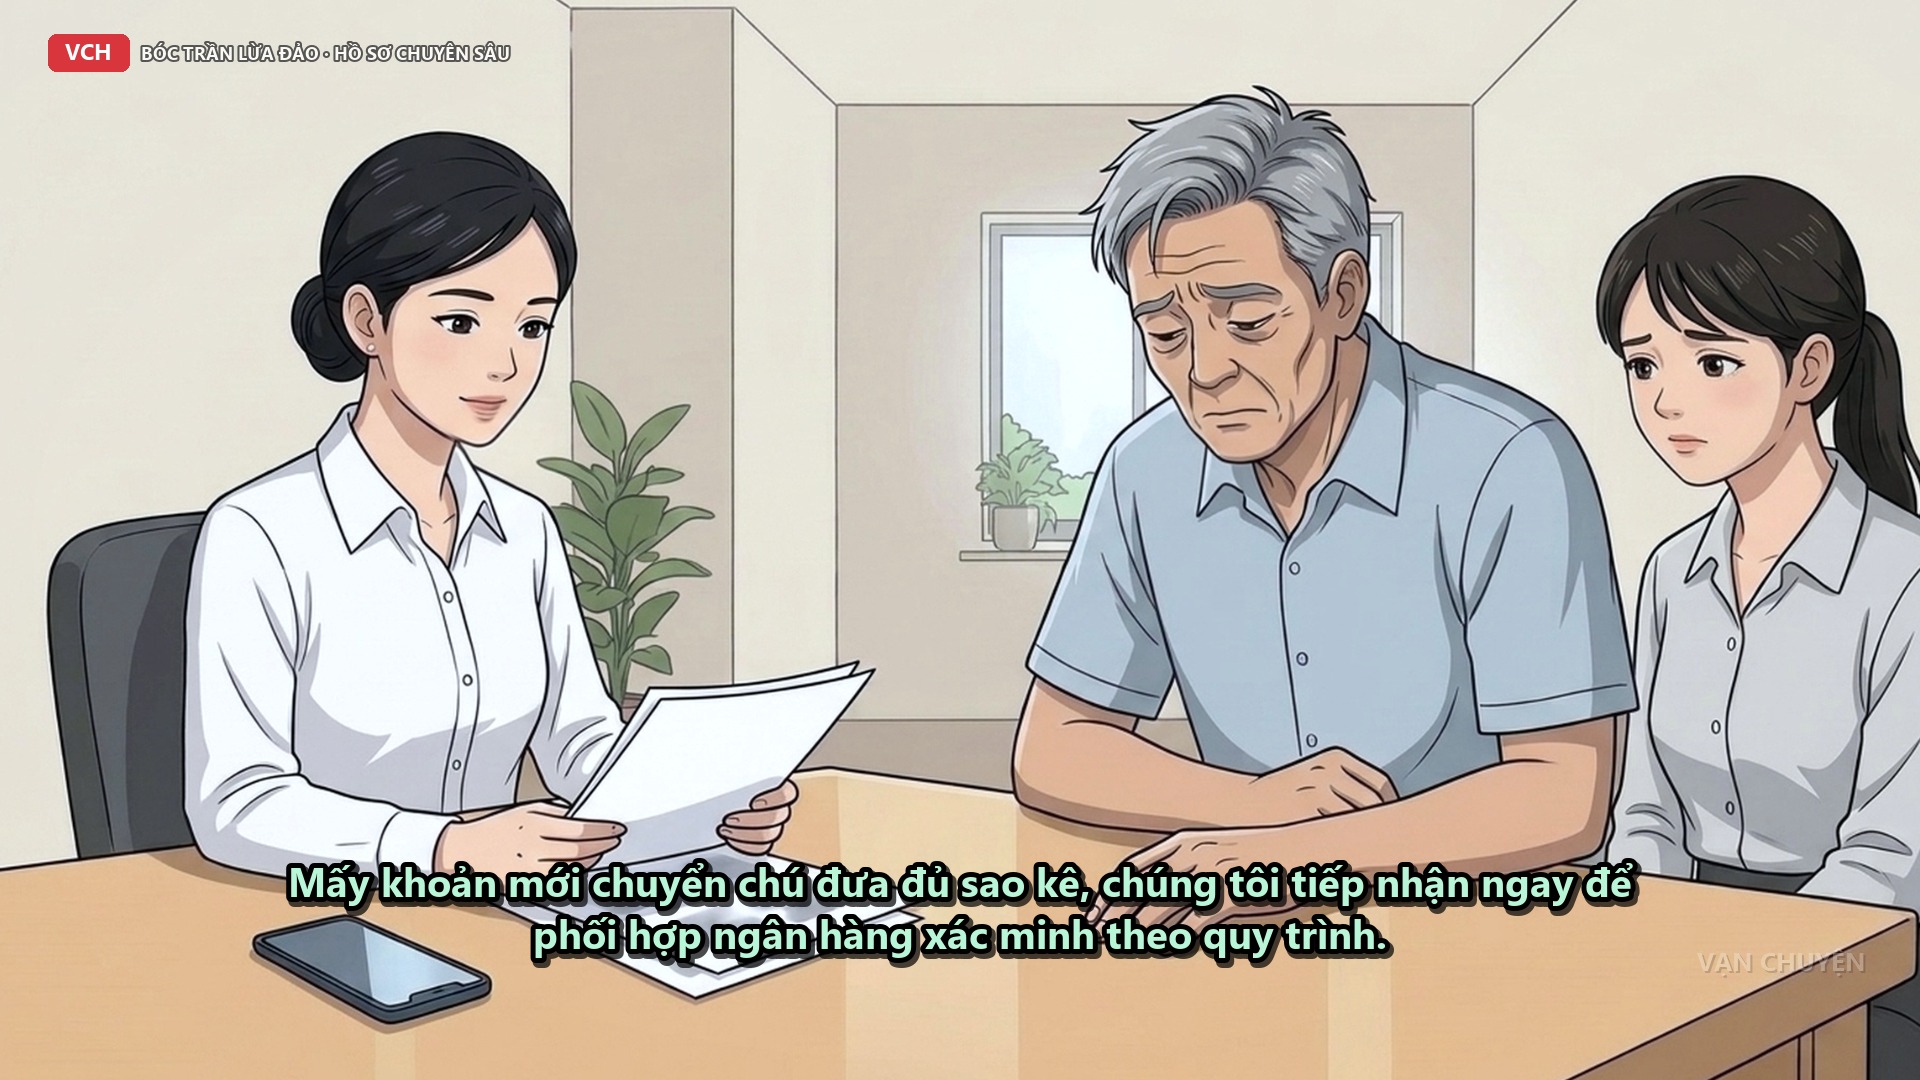 VCH BÓC TRẦN LỪA ĐẢO · HỒ SƠ CHUYÊN SÂU
Mấy khoản mới chuyển chú đưa đủ sao kê, chúng tôi tiếp nhận ngay để
phối hợp ngân hàng xác minh theo quy trình.
VẠN CHUYỆN